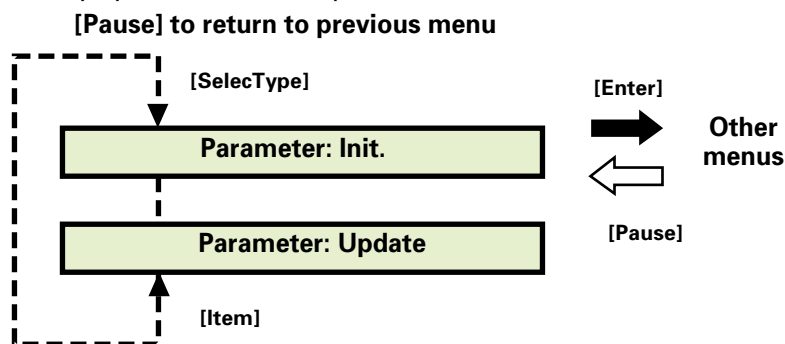 [Pause] to return to previous menu
[SelecType]
[Enter]
Parameter: Init.
Other
menus
Parameter: Update
[Pause]
[Item]